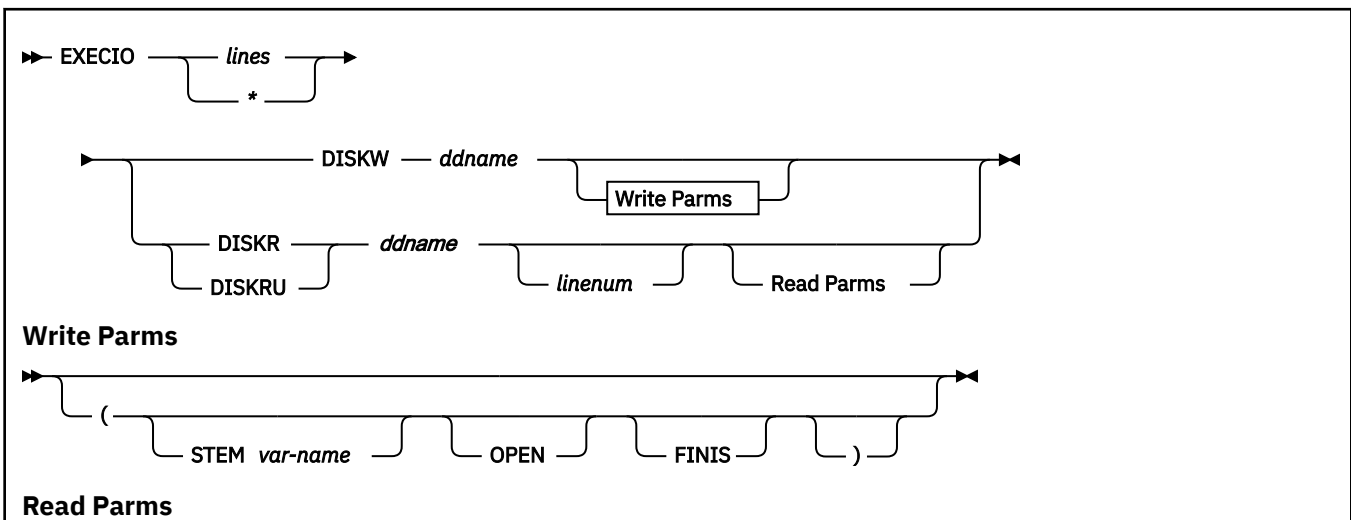 EXECIO lines
*
DISKW ddname
Write Parms
DISKR ddname
DISKRU linenum Read Parms
Write Parms
(
STEM var-name OPEN FINIS )
Read Parms